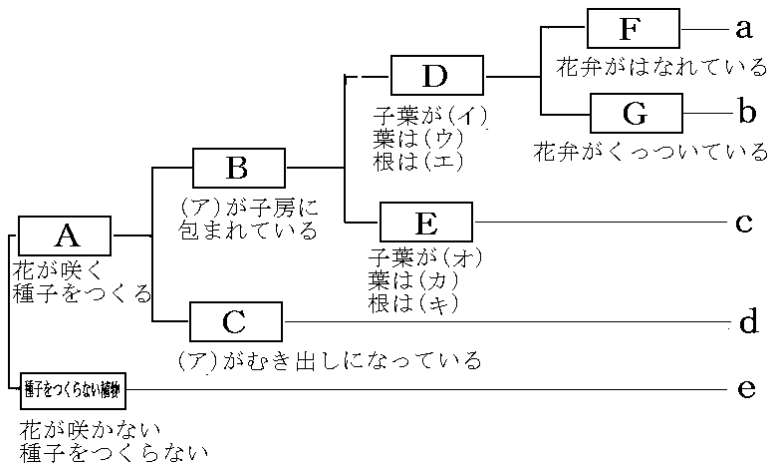 F
a
花弁がはなれている
D
子葉が(イ)
葉は(ウ)
根は(エ)
G
b
花弁がくっついている
B
(ア)が子房に
包まれている
E
c
子葉が(オ)
葉は(カ)
根は(キ)
A
花が咲く
種子をつくる
C
d
(ア)がむき出しになっている
種子をつくらない植物
e
花が咲かない
種子をつくらない